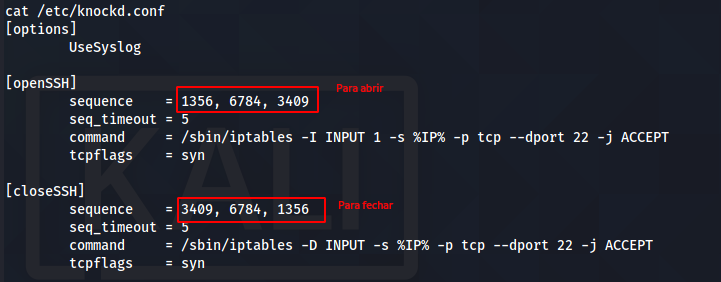 cat /etc/knockd.conf
[options]
UseSyslog
[openSSH]
sequence = 1356, 6784, 3409
Para abrir
seq_timeout = 5
command = /sbin/iptables -I INPUT 1 -s %IP% -p tcp --dport 22 -j ACCEPT
tcpflags = syn
[closeSSH]
sequence = 3409, 6784, 1356
Para fechar
seq_timeout = 5
command = /sbin/iptables -D INPUT -s %IP% -p tcp --dport 22 -j ACCEPT
tcpflags = syn
KALI